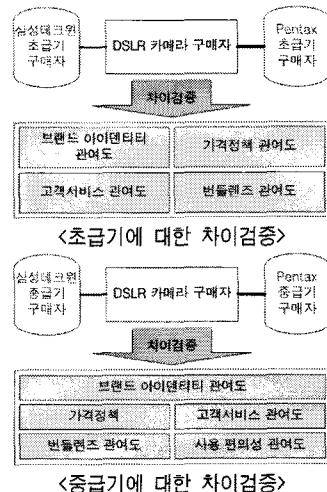 삼성테크윈
초급기
구매자
DSLR 카메라 구매자
Pentax
초급기
구매자
차이검증
브랜드 아이덴티티
관여도
가격정책 관여도
고객서비스 관여도
번들렌즈 관여도
<초급기에 대한 차이검증>
삼성테크윈
중급기
구매자
DSLR 카메라 구매자
Pentax
중급기
구매자
차이검증
브랜드 아이덴티티 관여도
가격정책
고객서비스 관여도
번들렌즈 관여도
사용 편의성 관여도
<중급기에 대한 차이검증>